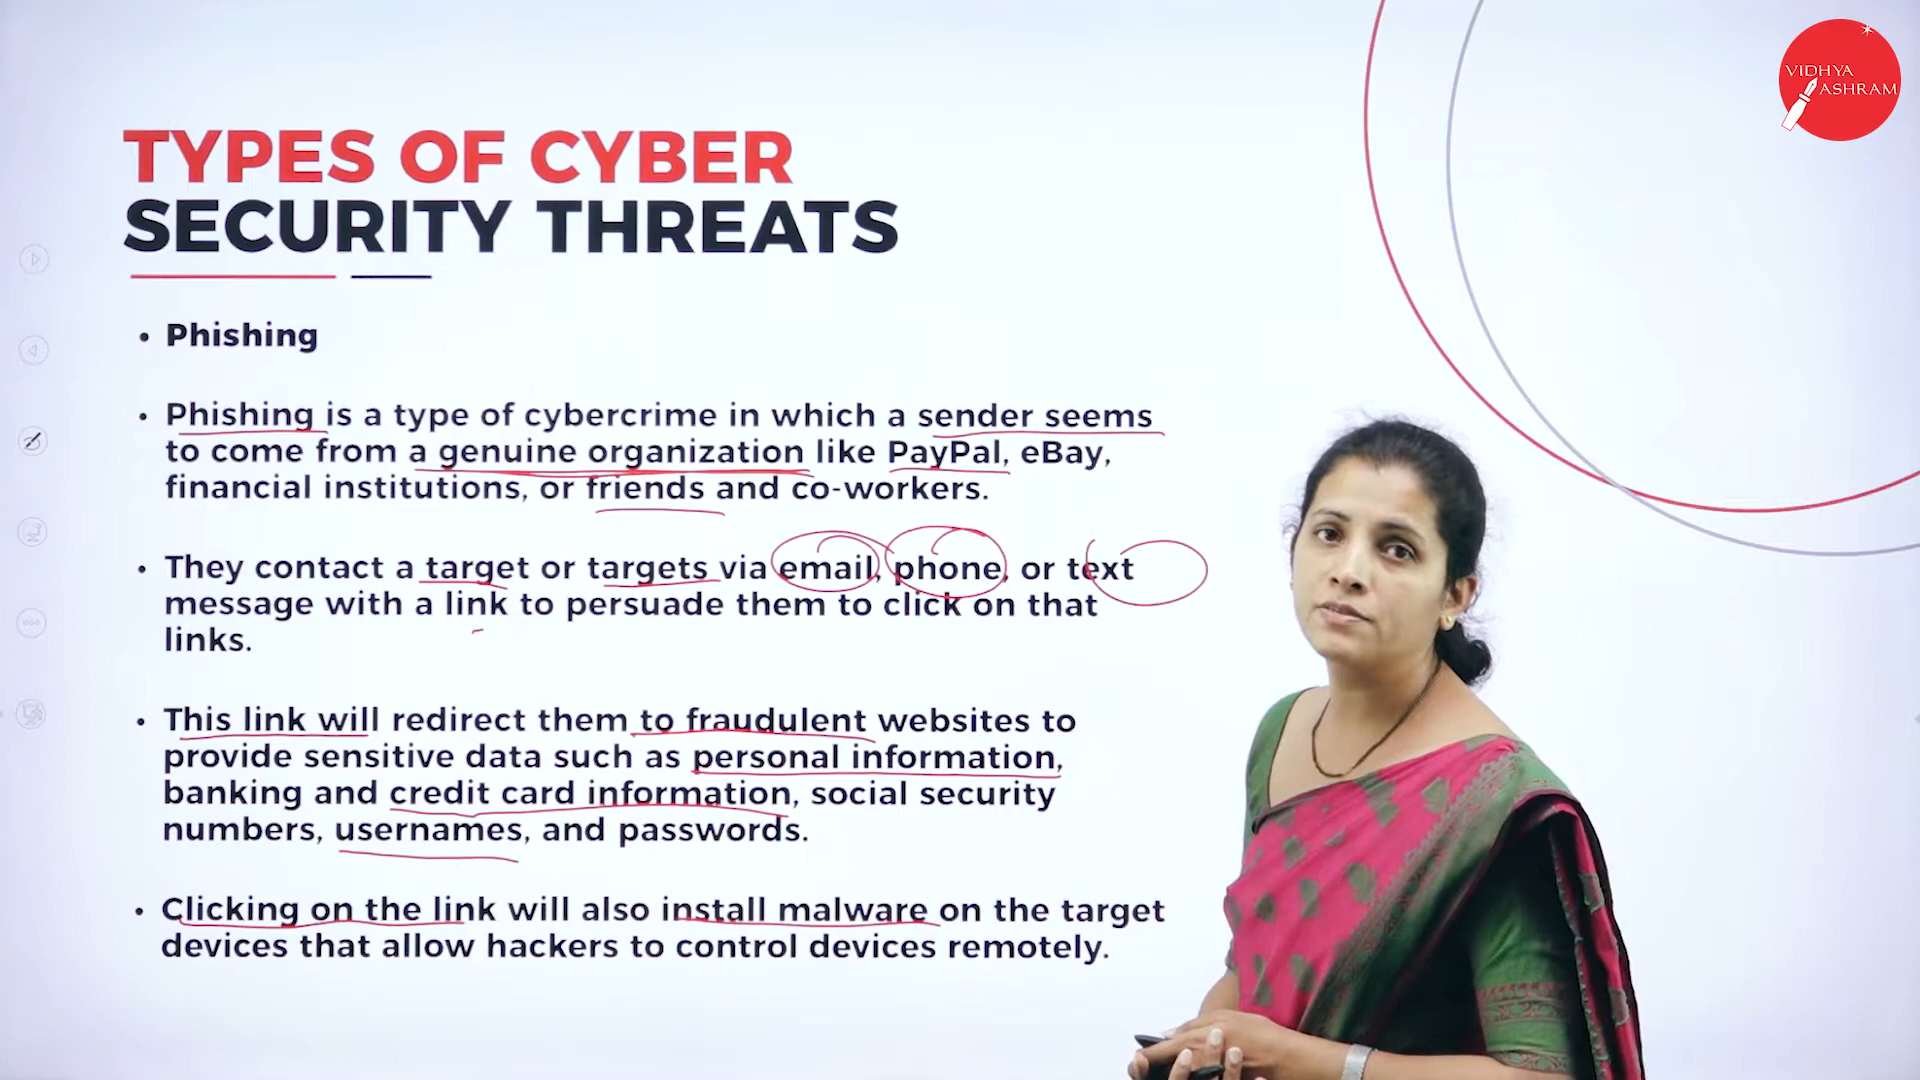 VIDHYA
ASHRAM
TYPES OF CYBER
SECURITY THREATS
• Phishing
• Phishing is a type of cybercrime in which a sender seems
to come from a genuine organization like PayPal, eBay,
financial institutions, or friends and co-workers.
• They contact a target or targets via email, phone, or text
message with a link to persuade them to click on that
links.
• This link will redirect them to fraudulent websites to
provide sensitive data such as personal information,
banking and credit card information, social security
numbers, usernames, and passwords.
• Clicking on the link will also install malware on the target
devices that allow hackers to control devices remotely.